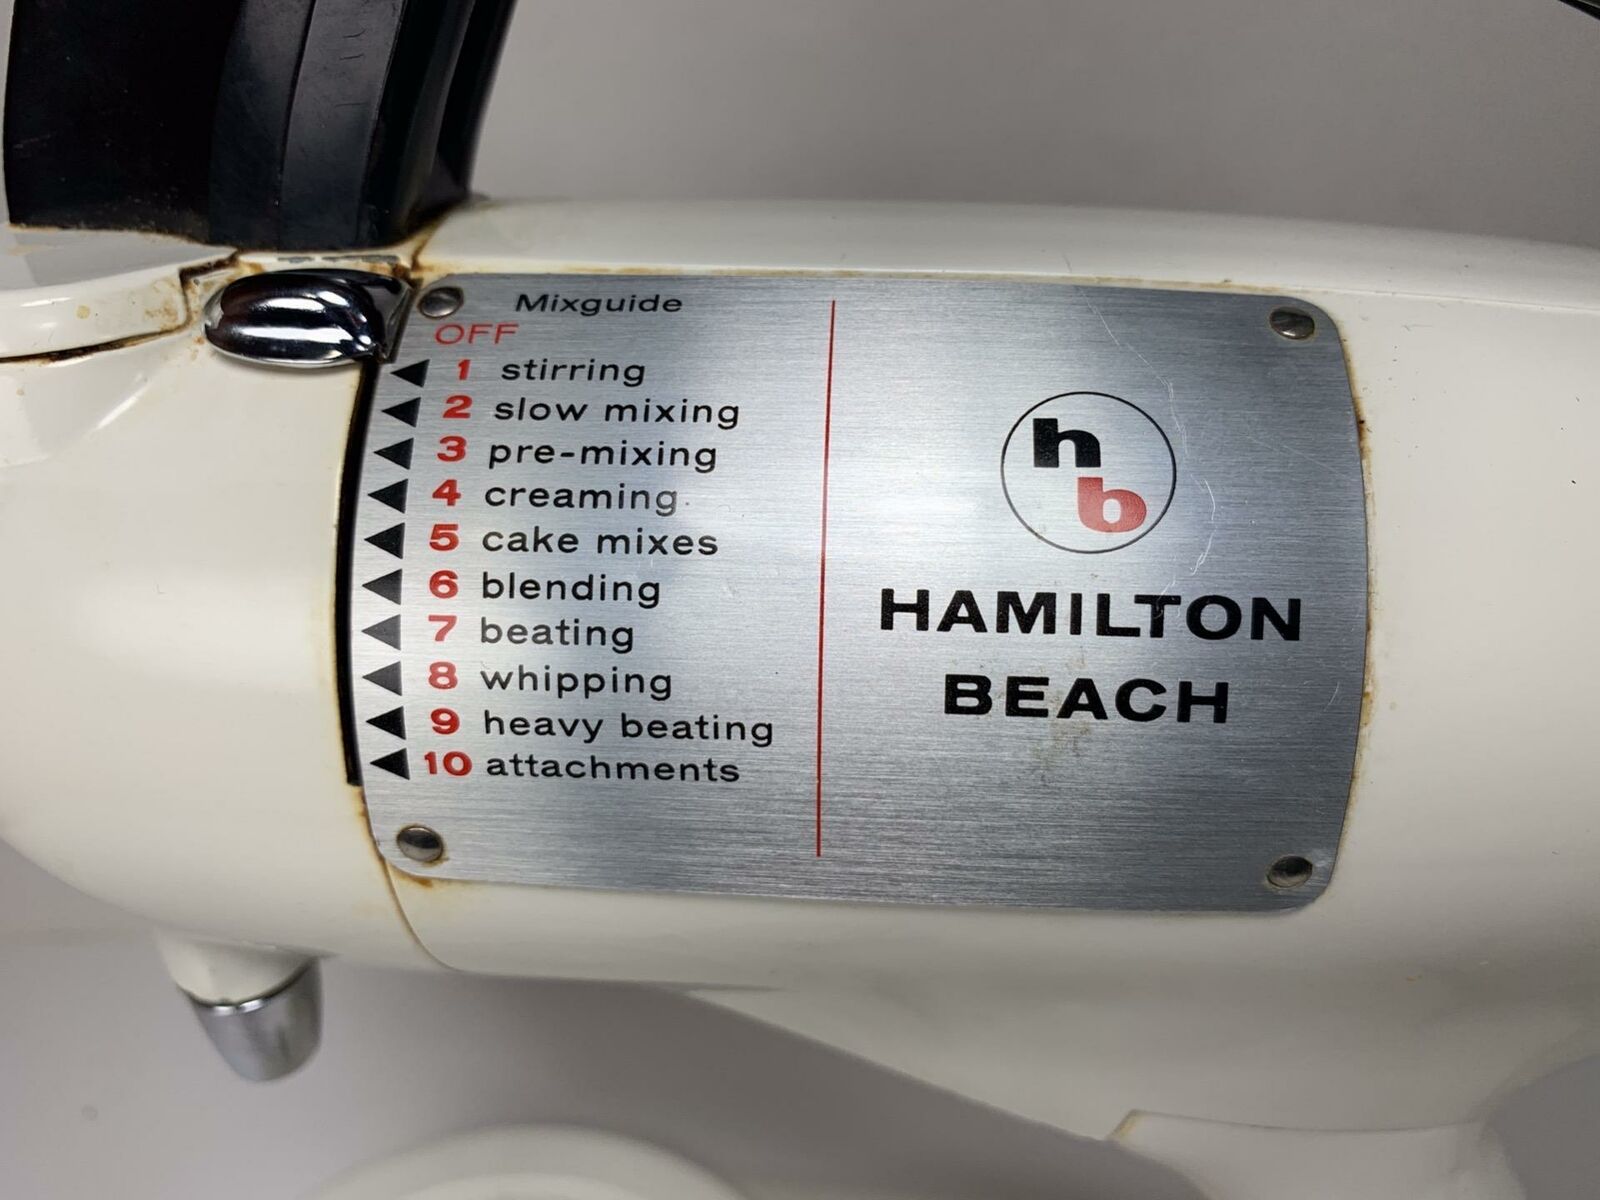 Mixguide
OFF
1 stirring
2 slow mixing
3 pre-mixing
4 creaming
5 cake mixes
6 blending
7 beating
8 whipping
9 heavy beating
10 attachments
h
b
HAMILTON
BEACH